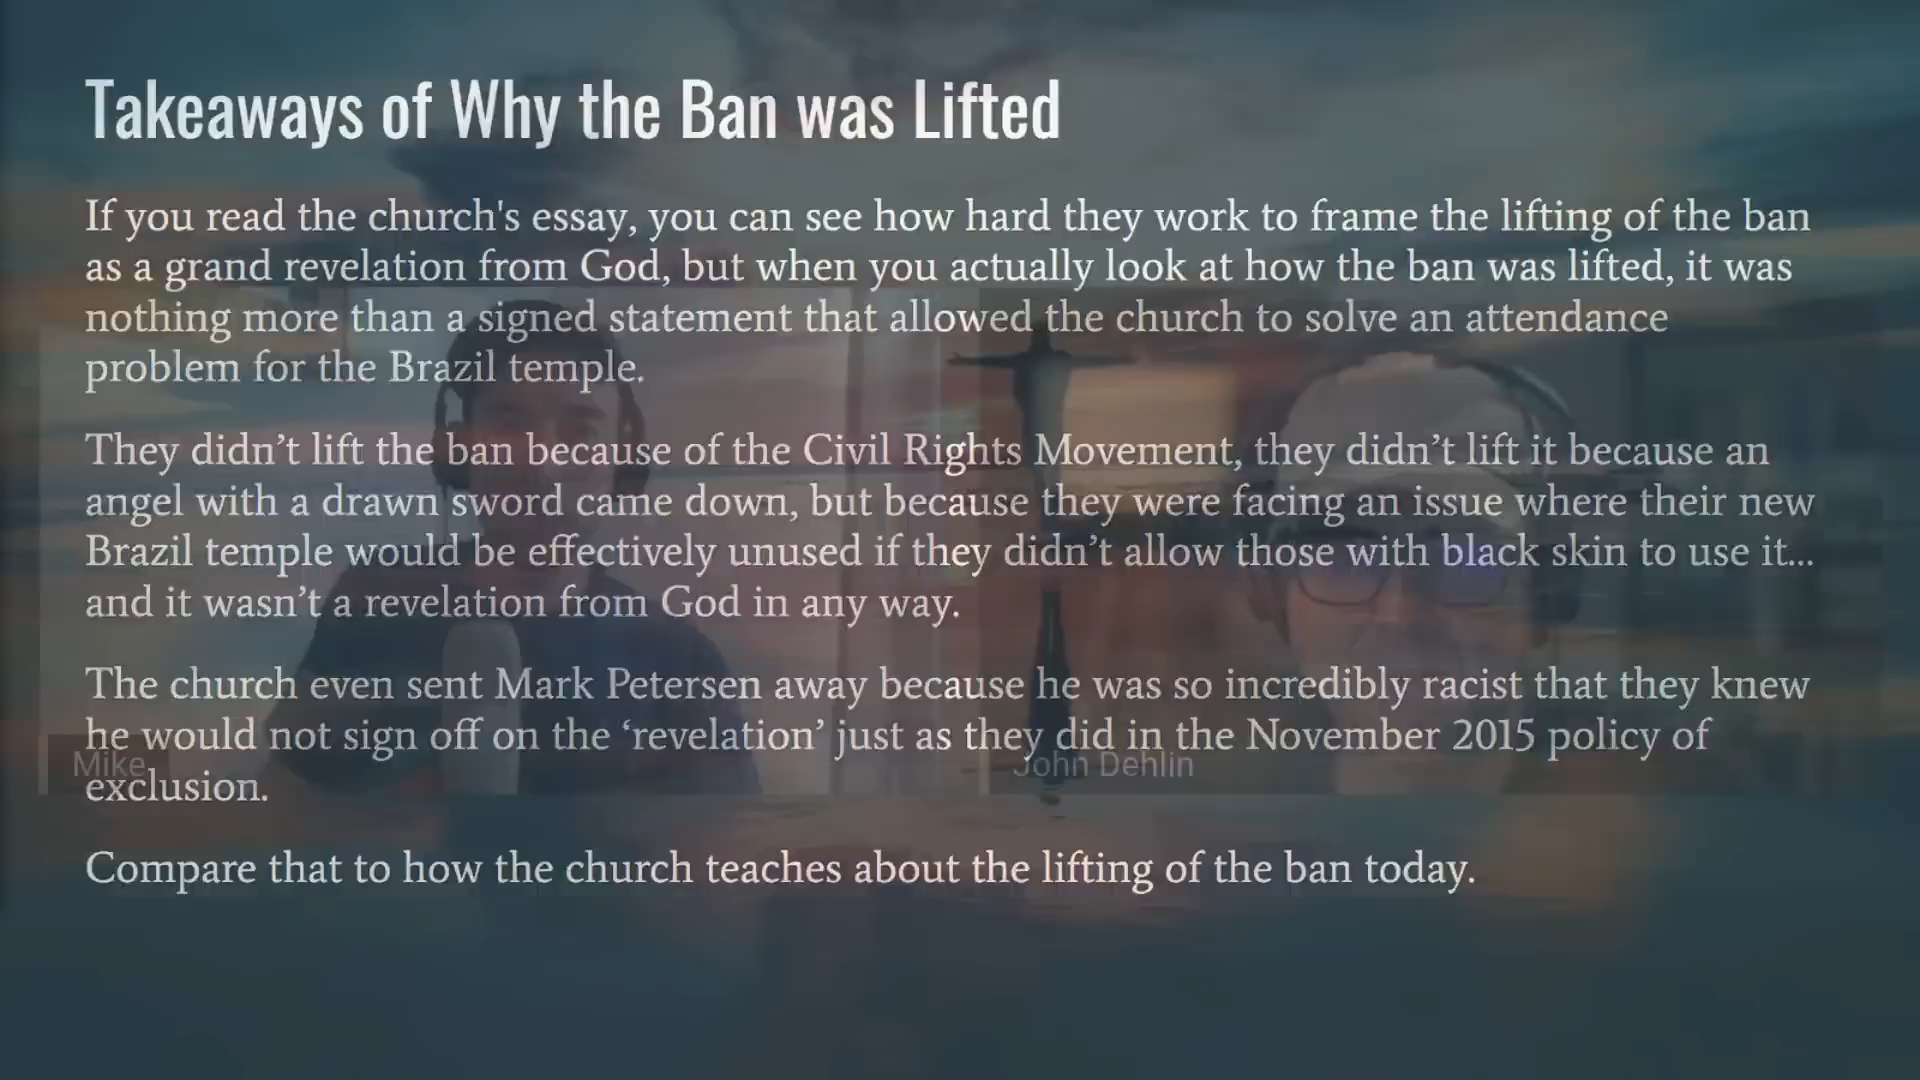 Takeaways of Why the Ban was Lifted
If you read the church's essay, you can see how hard they work to frame the lifting of the ban
as a grand revelation from God, but when you actually look at how the ban was lifted, it was
nothing more than a signed statement that allowed the church to solve an attendance
problem for the Brazil temple.
They didn’t lift the ban because of the Civil Rights Movement, they didn’t lift it because an
angel with a drawn sword came down, but because they were facing an issue where their new
Brazil temple would be effectively unused if they didn’t allow those with black skin to use it...
and it wasn’t a revelation from God in any way.
The church even sent Mark Petersen away because he was so incredibly racist that they knew
he would not sign off on the ‘revelation’ just as they did in the November 2015 policy of
exclusion.
Mike
John Dehlin
Compare that to how the church teaches about the lifting of the ban today.